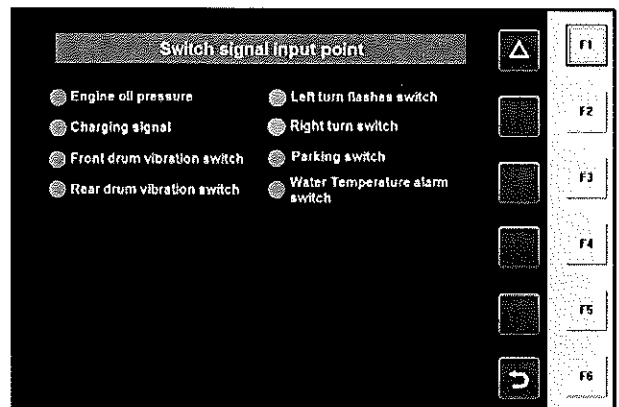 Switch signal input point
Engine oil pressure
Charging signal
Front drum vibration switch
Rear drum vibration switch
Left turn flashes switch
Right turn switch
Parking switch
Water Temperature alarm
switch
F1
F2
F3
F4
F5
F6